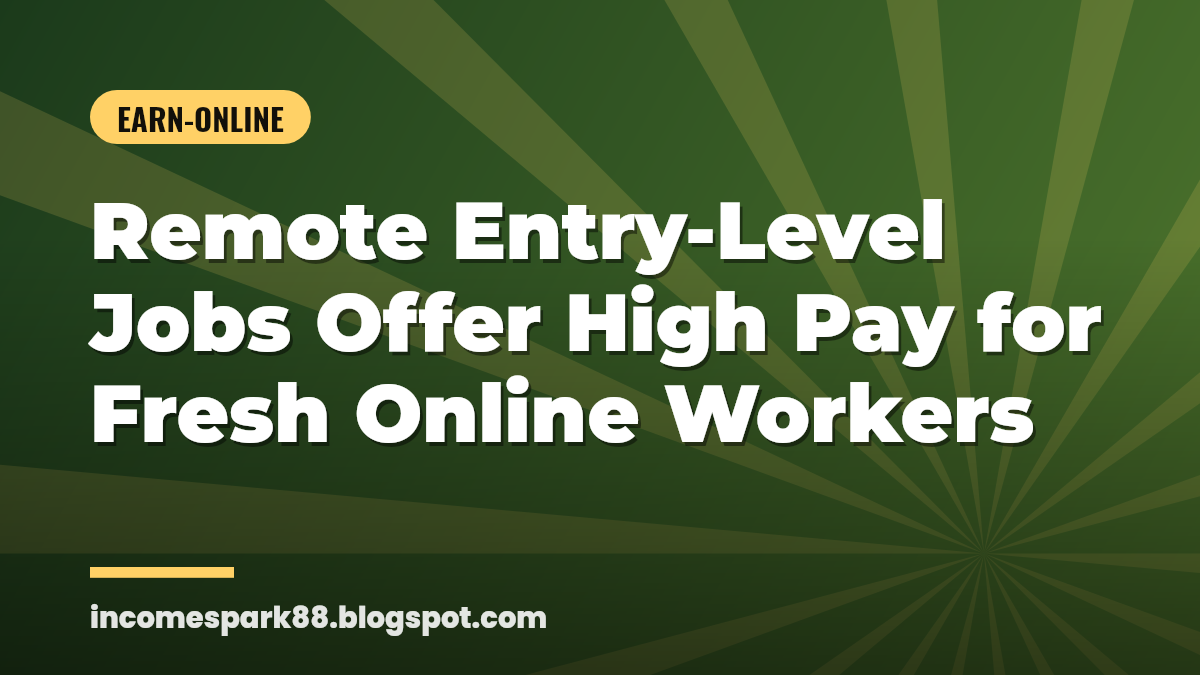 EARN-ONLINE
Remote Entry-Level
Jobs Offer High Pay for
Fresh Online Workers
incomespark88.blogspot.com